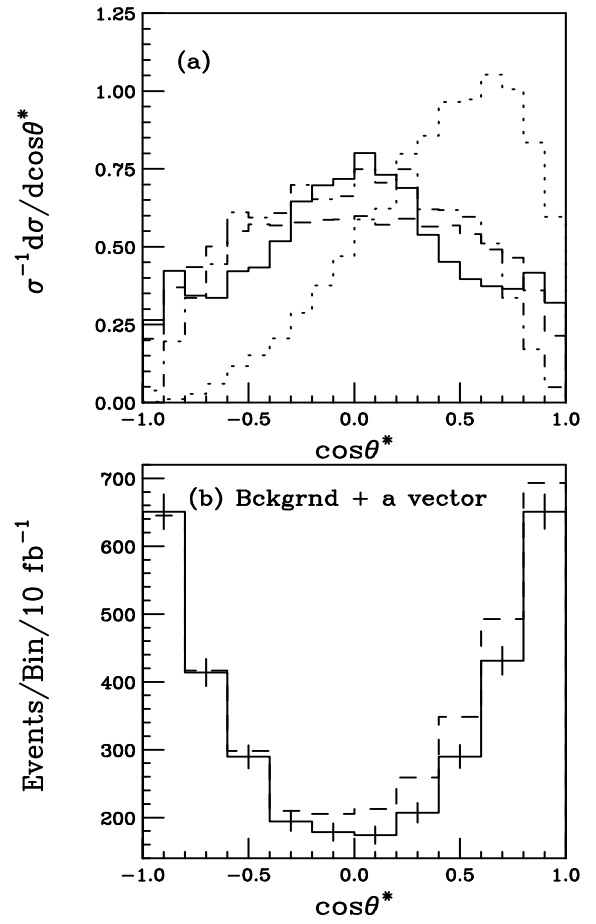 1.25
(a)
1.00
0.75
0.50
0.25
0.00
σ⁻¹dσ/dcosθ*
−1.0 −0.5 0.0 0.5 1.0
cosθ*
700
(b) Bckgrnd + a vector
600
500
400
300
200
Events/Bin/10 fb⁻¹
−1.0 −0.5 0.0 0.5 1.0
cosθ*